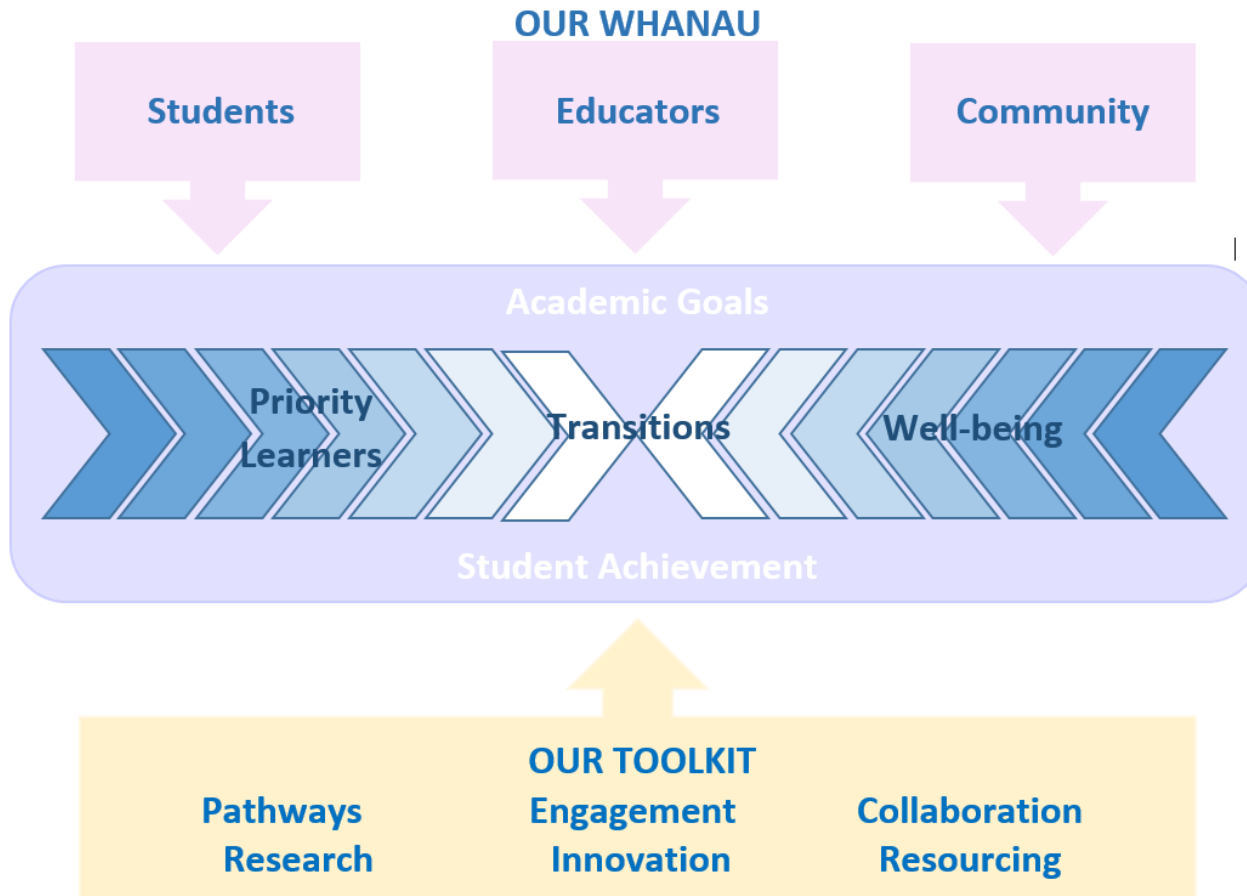 OUR WHANAU
Students Educators Community
Academic Goals
Priority
Learners
Transitions
Well-being
Student Achievement
OUR TOOLKIT
Pathways Engagement Collaboration
Research Innovation Resourcing